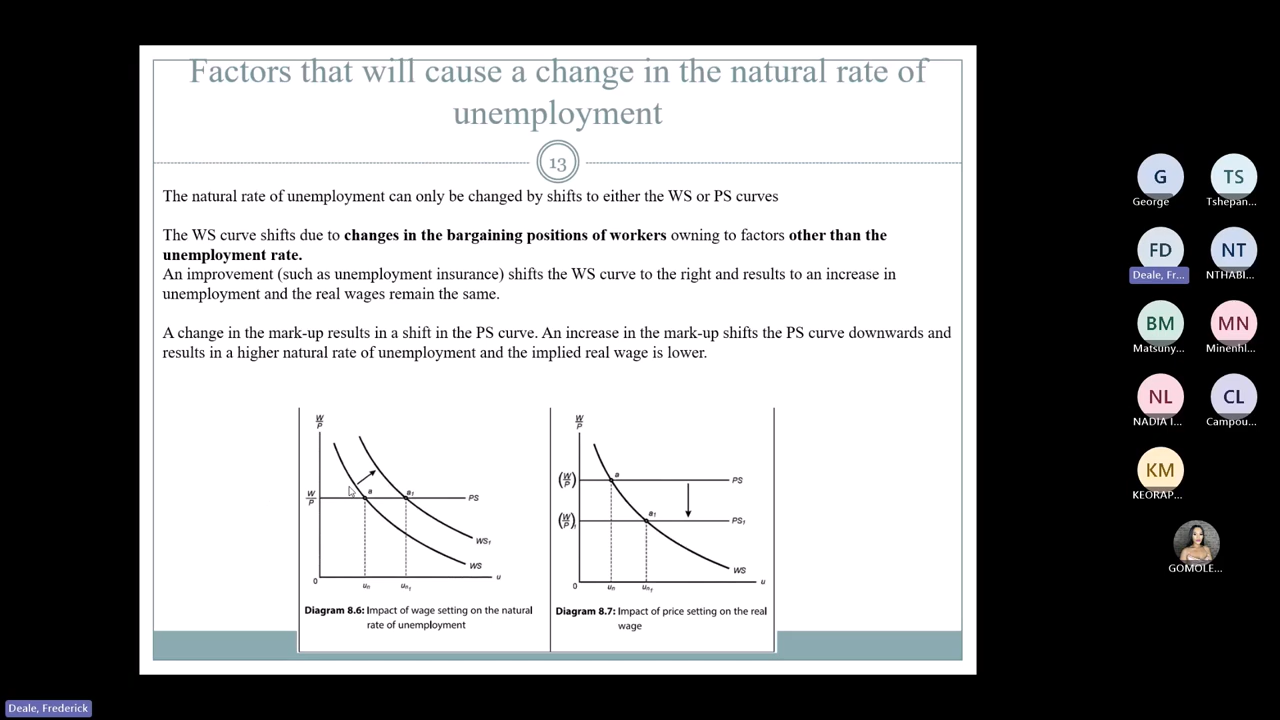 Factors that will cause a change in the natural rate of
unemployment
13
The natural rate of unemployment can only be changed by shifts to either the WS or PS curves
The WS curve shifts due to changes in the bargaining positions of workers owning to factors other than the
unemployment rate.
An improvement (such as unemployment insurance) shifts the WS curve to the right and results to an increase in
unemployment and the real wages remain the same.
A change in the mark-up results in a shift in the PS curve. An increase in the mark-up shifts the PS curve downwards and
results in a higher natural rate of unemployment and the implied real wage is lower.
W
P
W
P
a
a1
PS
WS1
WS
0
un
un1
u
Diagram 8.6: Impact of wage setting on the natural
rate of unemployment
W
P
(W/P)
a
PS
(W/P)1
a1
PS1
WS
0
un
un1
u
Diagram 8.7: Impact of price setting on the real
wage
G
George
TS
Tshepan...
FD
Deale, Fr...
NT
NTHABI...
BM
Matsuny...
MN
Minenhl...
NL
NADIA I...
CL
Campou...
KM
KEORAP...
GOMOLE...
Deale, Frederick